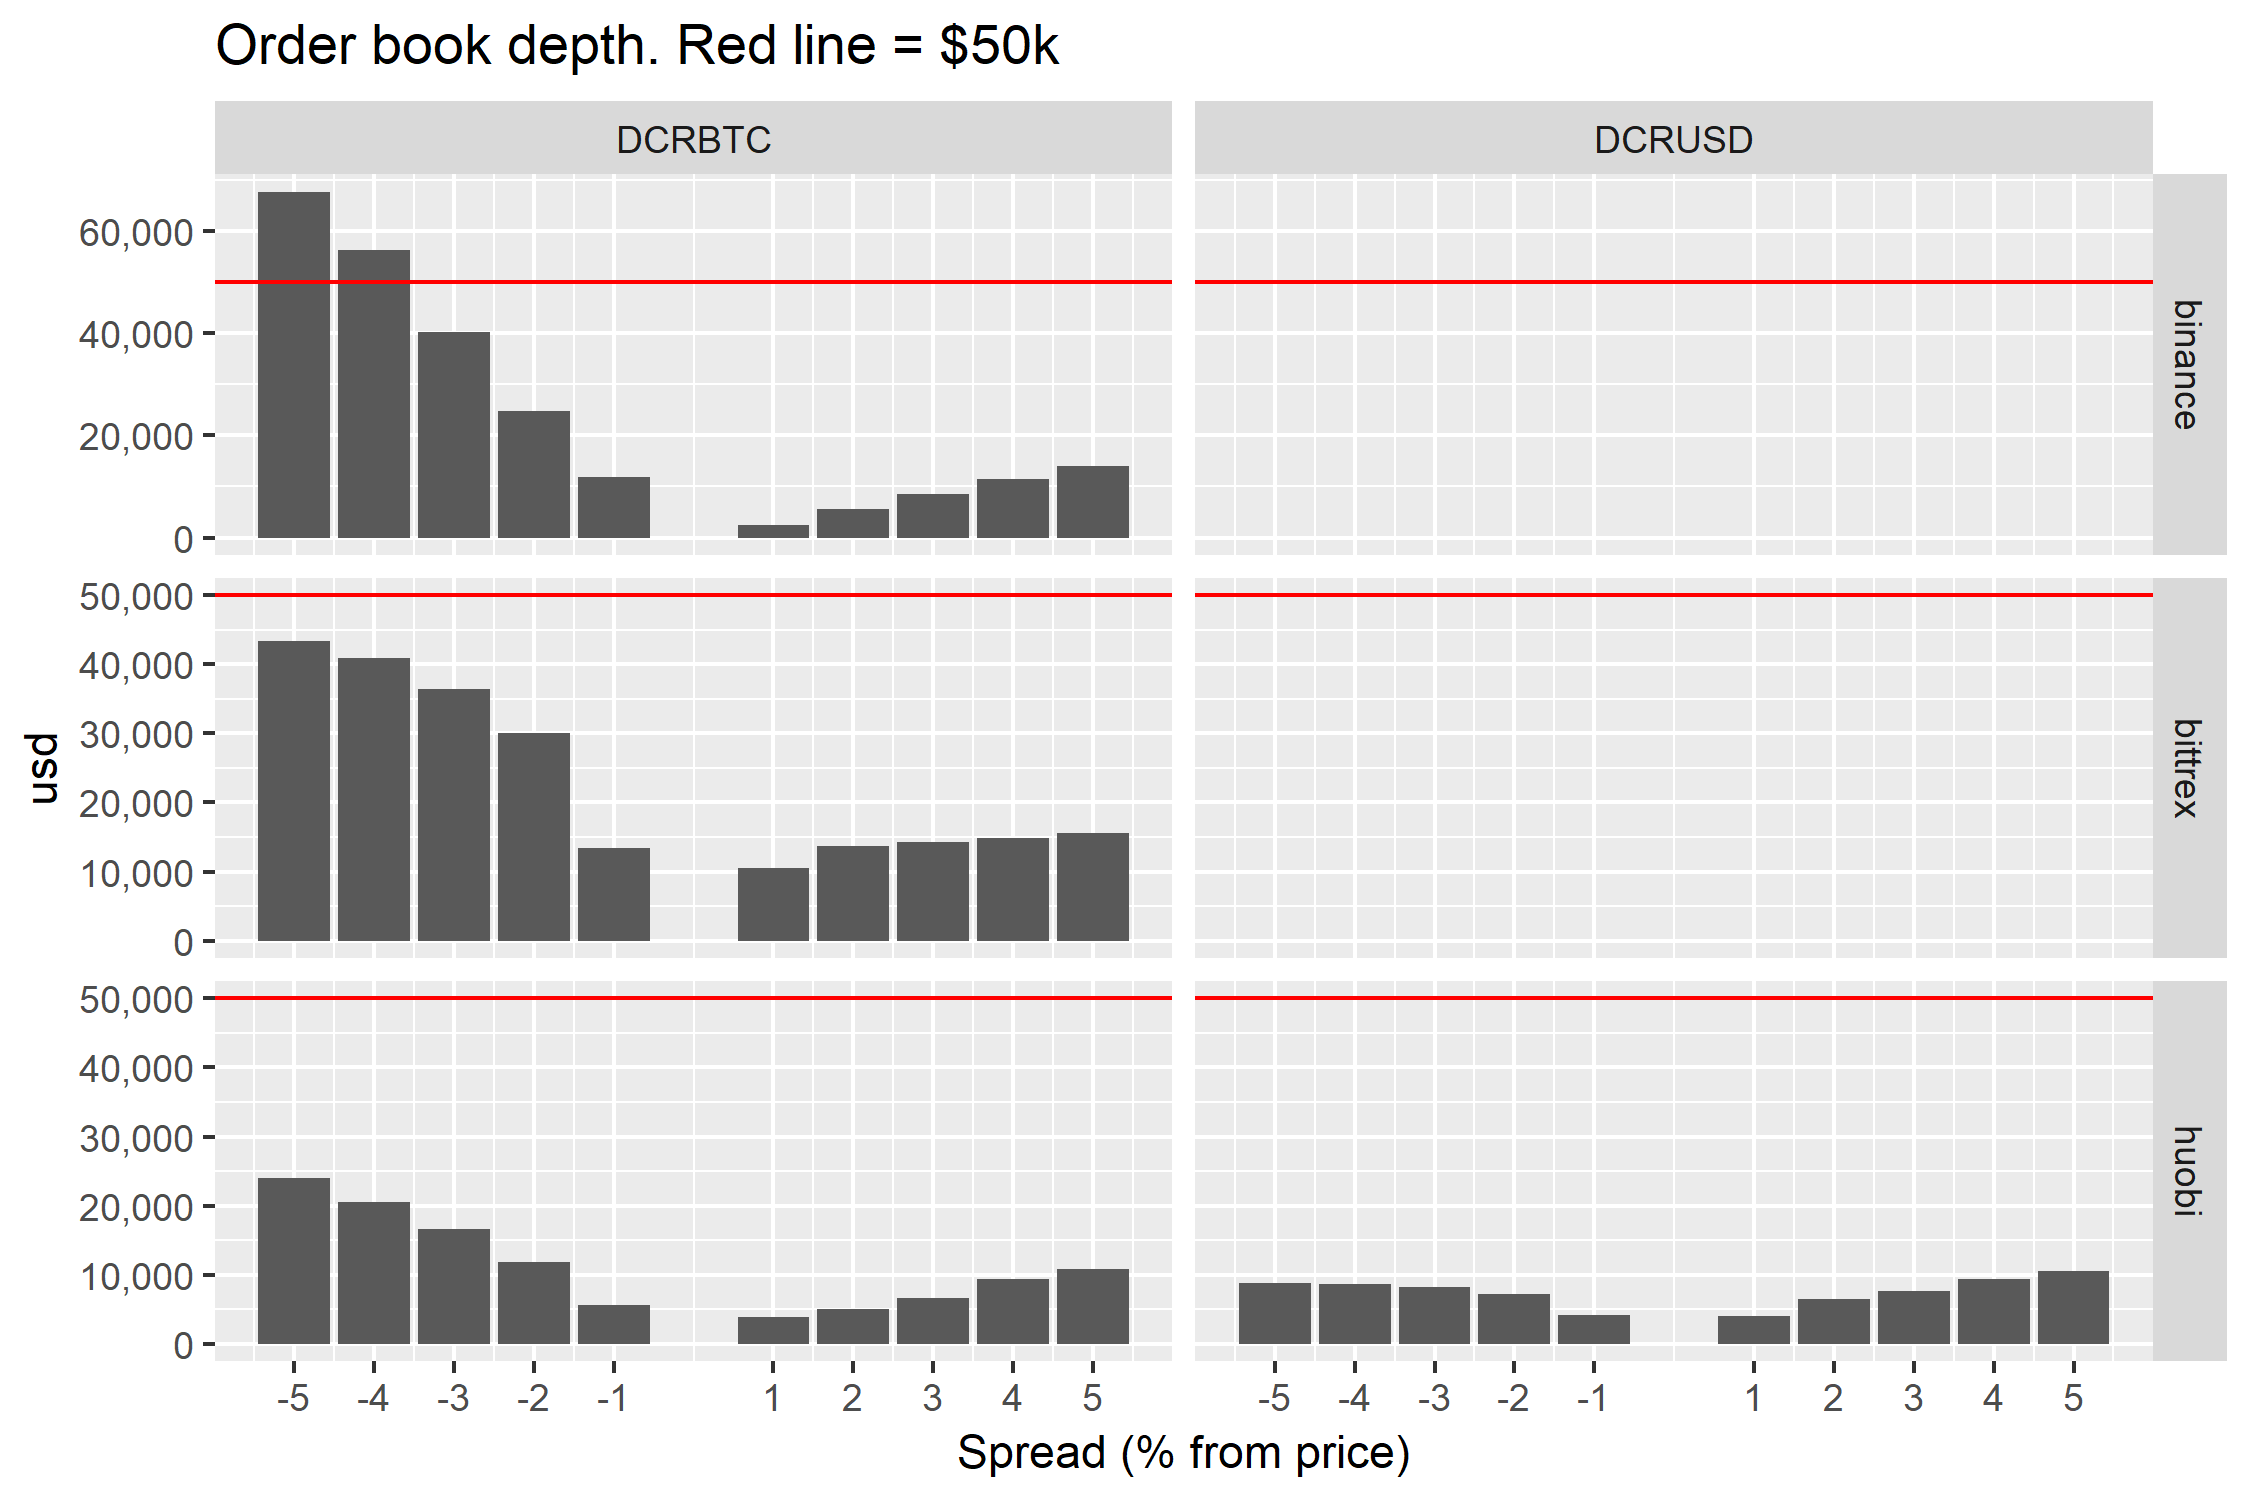 Order book depth. Red line = $50k
DCRBTC
DCRUSD
60,000
40,000
20,000
0
binance
50,000
40,000
30,000
20,000
10,000
0
bittrex
usd
50,000
40,000
30,000
20,000
10,000
0
huobi
-5 -4 -3 -2 -1 1 2 3 4 5
-5 -4 -3 -2 -1 1 2 3 4 5
Spread (% from price)